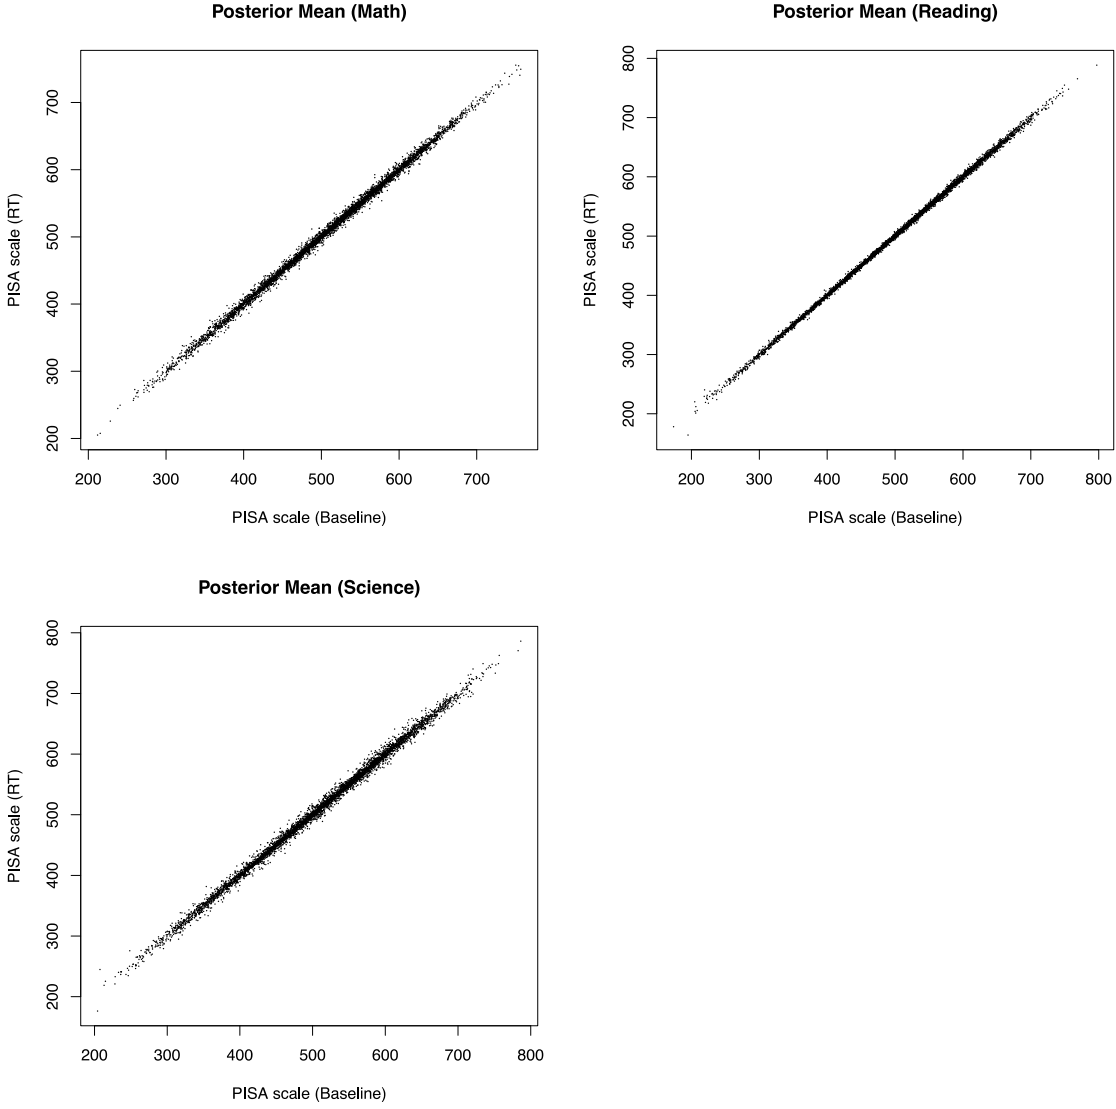 Posterior Mean (Math)
PISA scale (RT)
700
600
500
400
300
200
200 300 400 500 600 700
PISA scale (Baseline)
Posterior Mean (Reading)
PISA scale (RT)
800
700
600
500
400
300
200
200 300 400 500 600 700 800
PISA scale (Baseline)
Posterior Mean (Science)
PISA scale (RT)
800
700
600
500
400
300
200
200 300 400 500 600 700 800
PISA scale (Baseline)